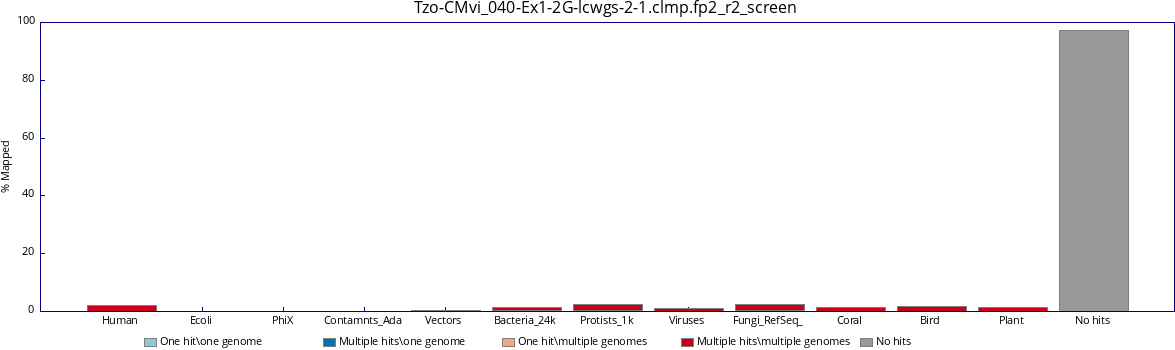 Tzo-CMvi_040-Ex1-2G-lcwgs-2-1.clmp.fp2_r2_screen
100
80
60
40
20
0
% Mapped
Human Ecoli PhiX Contamnts_Ada Vectors Bacteria_24k Protists_1k Viruses Fungi_RefSeq_ Coral Bird Plant No hits
One hit\one genome Multiple hits\one genome One hit\multiple genomes Multiple hits\multiple genomes No hits